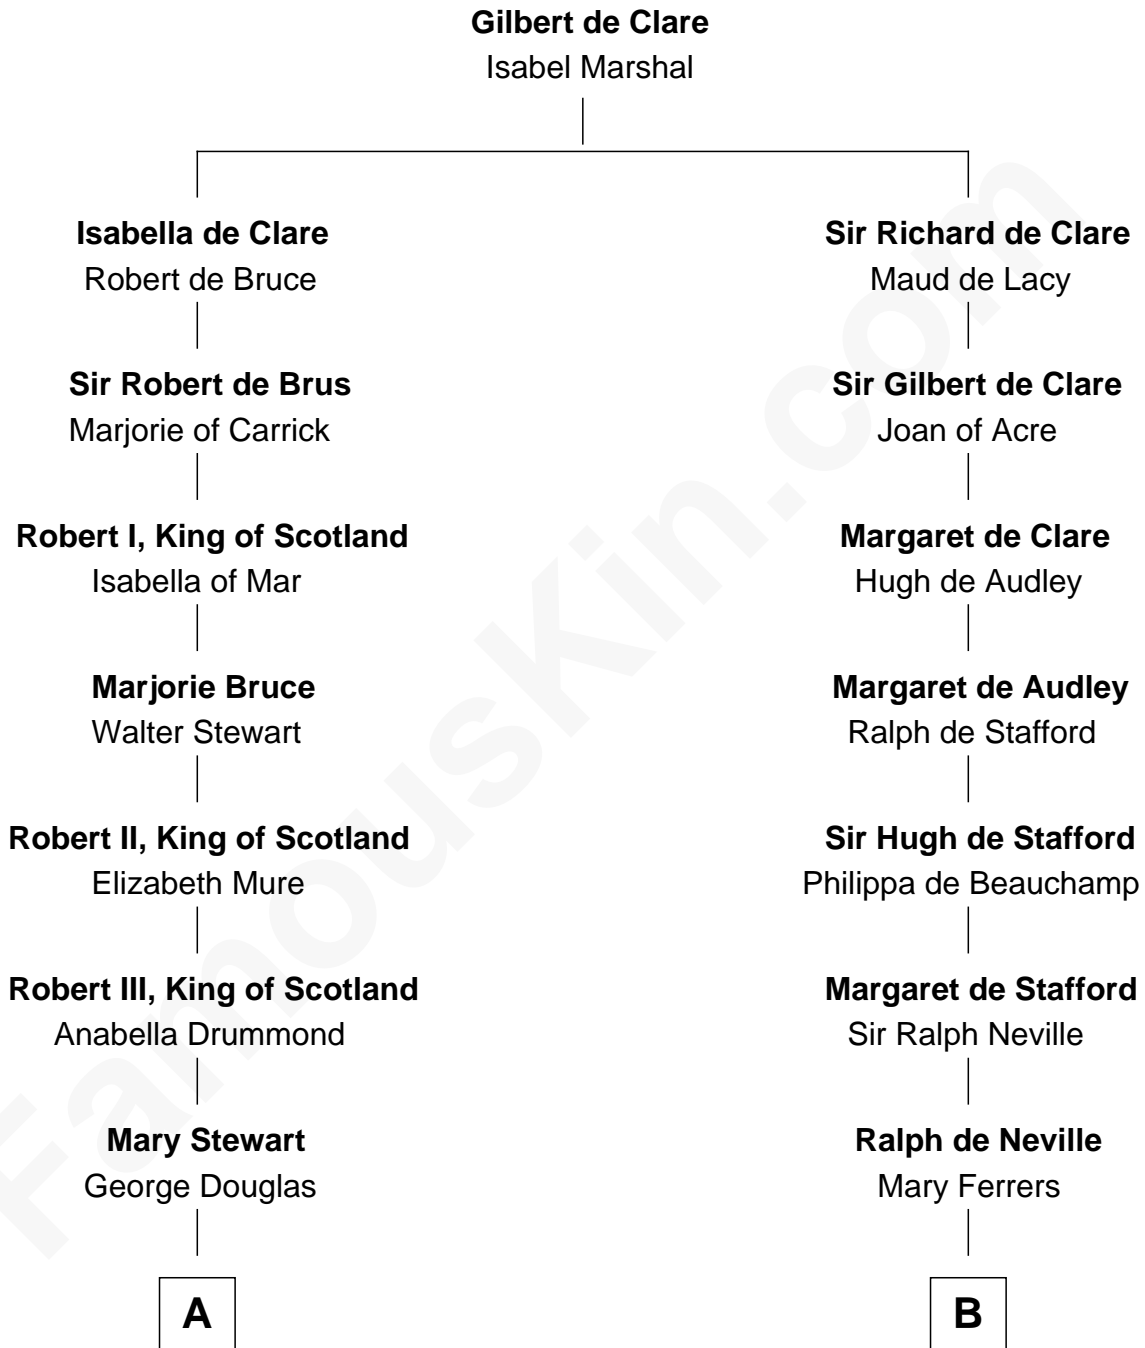 Gilbert de Clare
Isabel Marshal
Isabella de Clare
Robert de Bruce
Sir Richard de Clare
Maud de Lacy
Sir Robert de Brus
Marjorie of Carrick
Sir Gilbert de Clare
Joan of Acre
Robert I, King of Scotland
Isabella of Mar
Margaret de Clare
Hugh de Audley
Marjorie Bruce
Walter Stewart
Margaret de Audley
Ralph de Stafford
Robert II, King of Scotland
Elizabeth Mure
Sir Hugh de Stafford
Philippa de Beauchamp
Robert III, King of Scotland
Anabella Drummond
Margaret de Stafford
Sir Ralph Neville
Mary Stewart
George Douglas
Ralph de Neville
Mary Ferrers
A
B
FamousKin.com